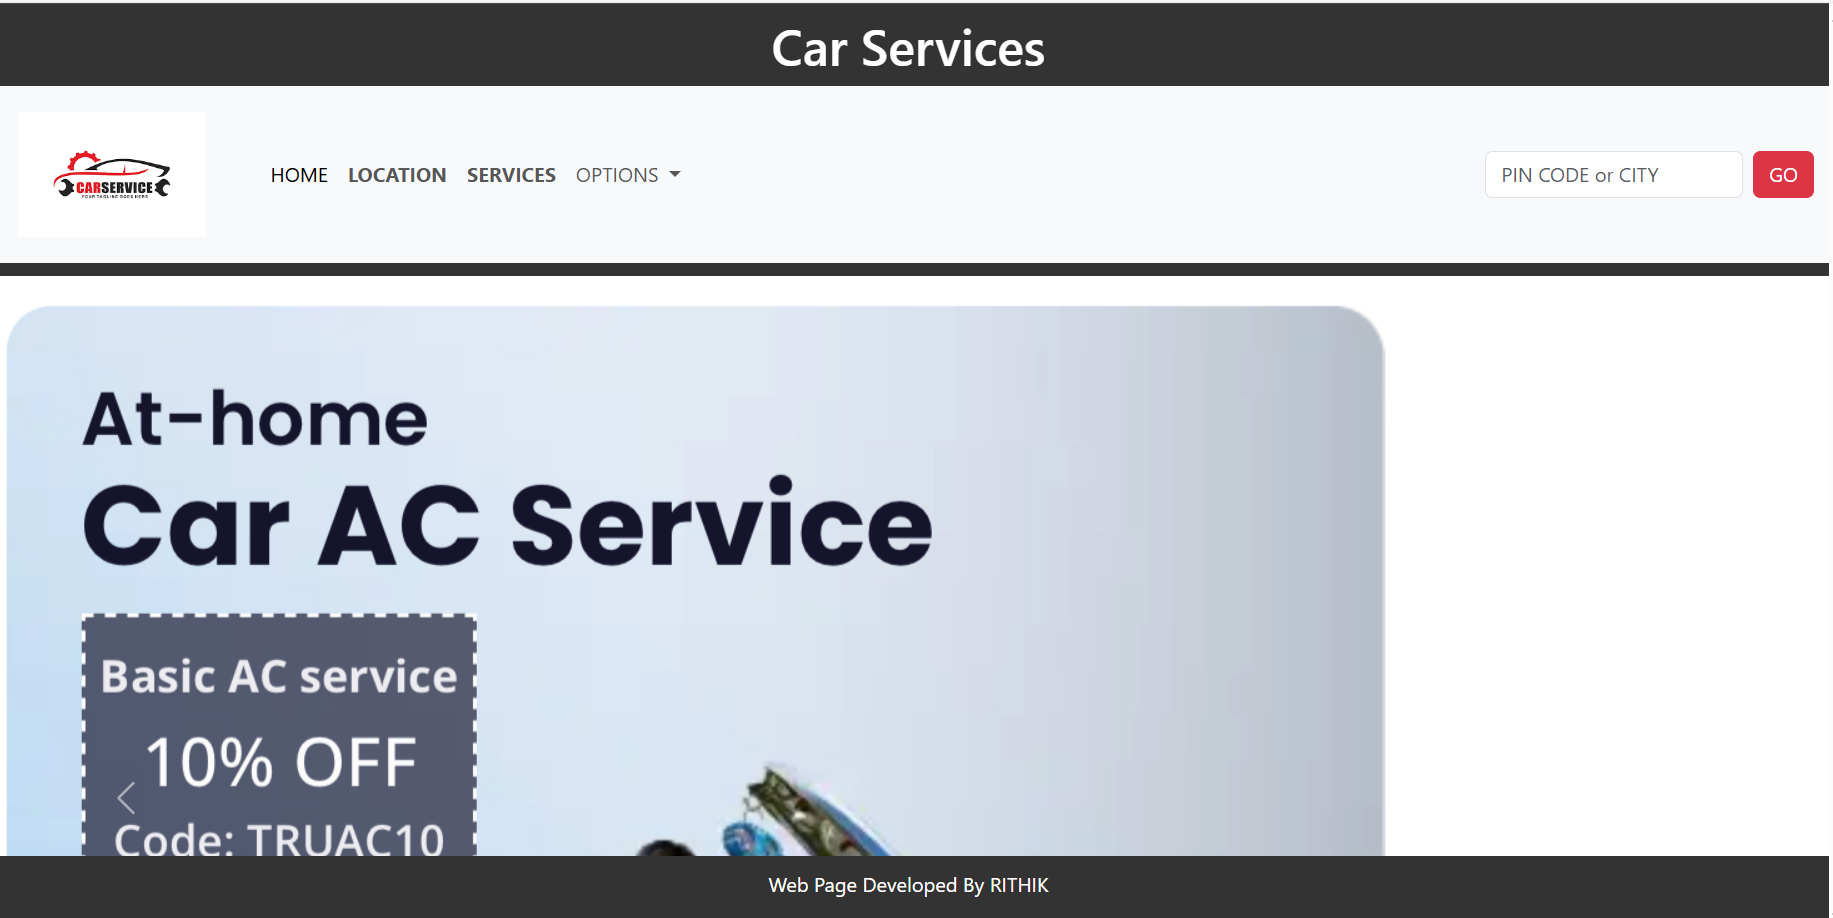 Car Services
CARSERVICE
YOUR TAGLINE GOES HERE
HOME LOCATION SERVICES OPTIONS
PIN CODE or CITY GO
At-home
Car AC Service
Basic AC service
10% OFF
Code: TRUAC10
Web Page Developed By RITHIK